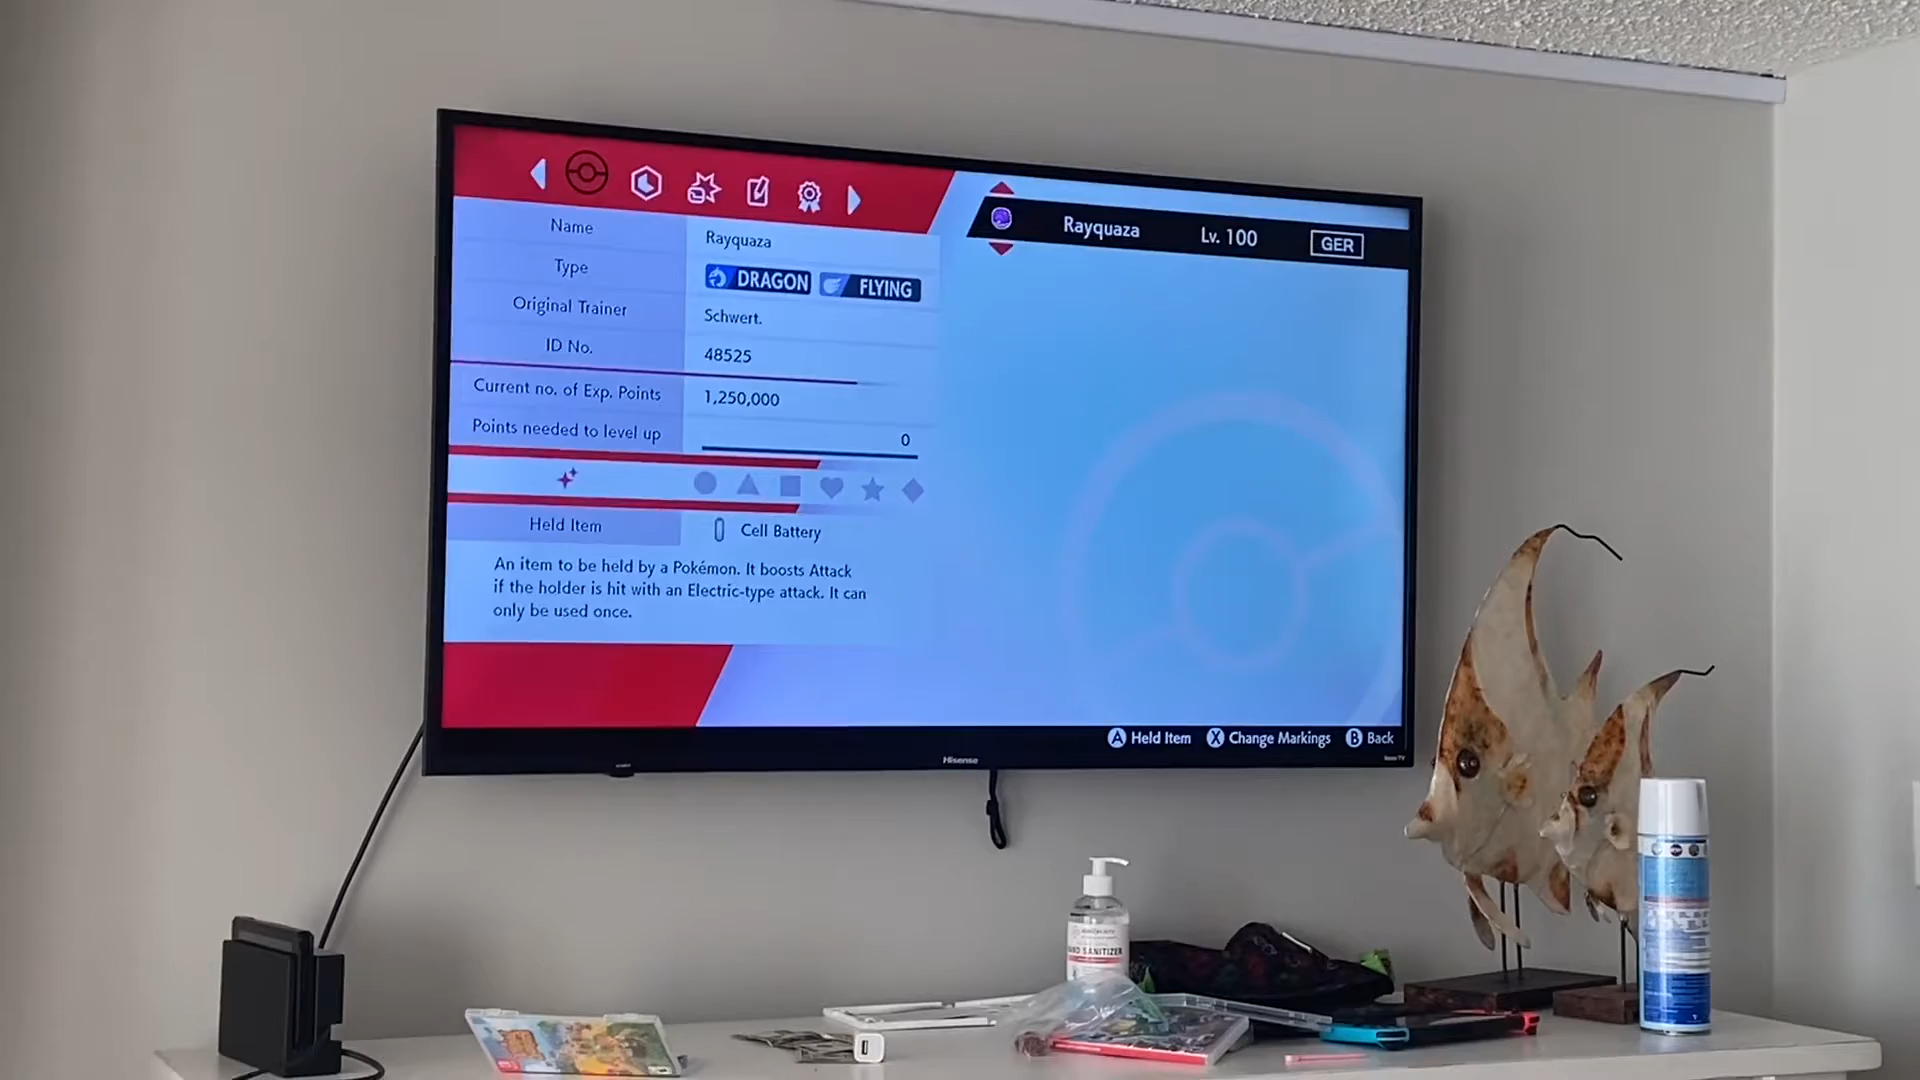 Name
Rayquaza
Type
DRAGON FLYING
Original Trainer
Schwert.
ID No.
48525
Current no. of Exp. Points
1,250,000
Points needed to level up
0
Held Item
Cell Battery
An item to be held by a Pokémon. It boosts Attack
if the holder is hit with an Electric-type attack. It can
only be used once.
Rayquaza Lv. 100 GER
A Held Item X Change Markings B Back
Hisense
SANITIZER